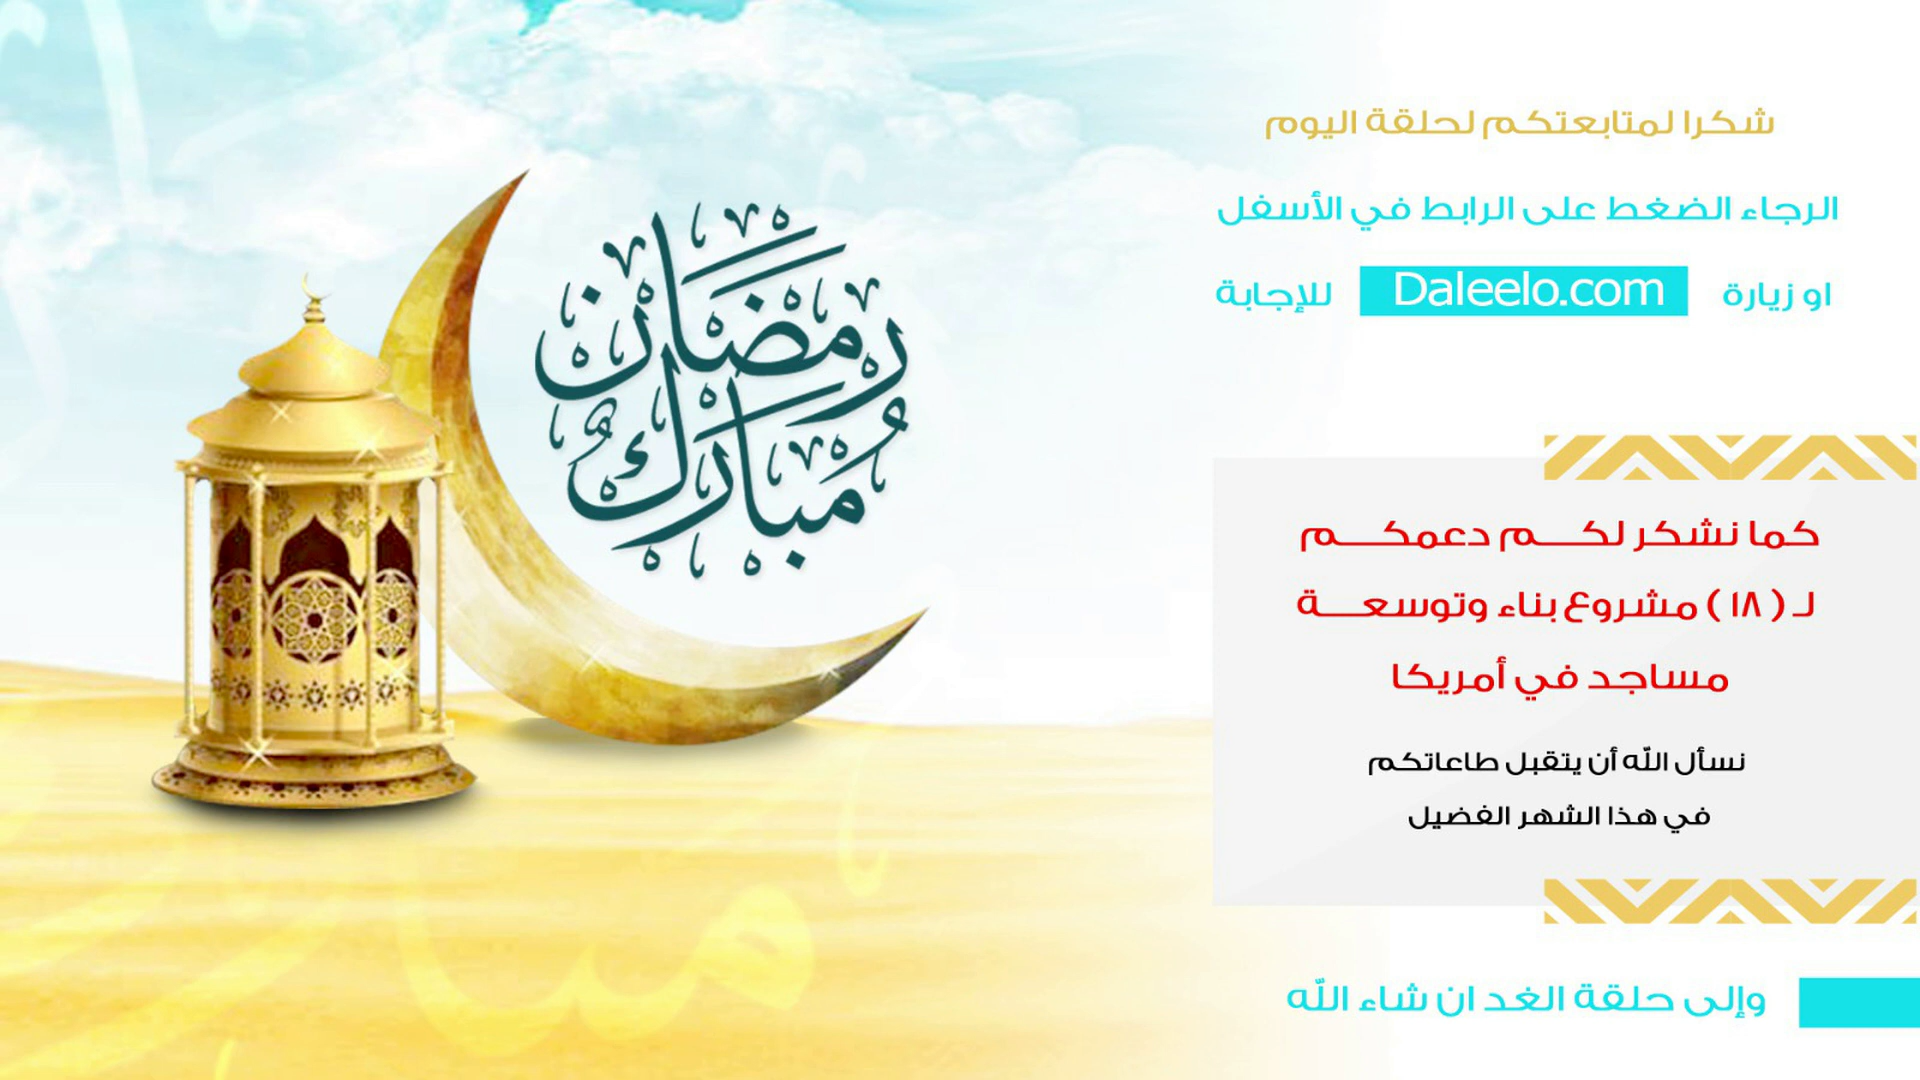 رمضان
مبارك
شكرا لمتابعتكم لحلقة اليوم
الرجاء الضغط على الرابط في الأسفل
او زيارة Daleelo.com للإجابة
كما نشكر لكـــم دعمكـــم
لـ ( ١٨ ) مشروع بناء وتوسعـــة
مساجد في أمريكا
نسأل الله أن يتقبل طاعاتكم
في هذا الشهر الفضيل
وإلى حلقة الغد ان شاء الله